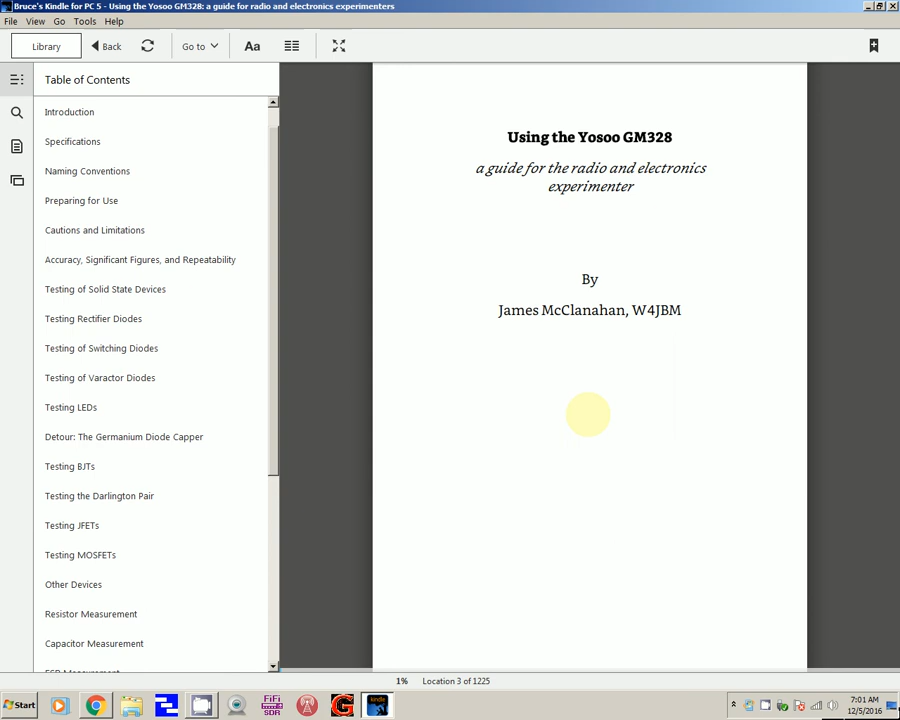 Bruce's Kindle for PC 5 - Using the Yosoo GM328: a guide for radio and electronics experimenters
File View Go Tools Help
Library Back Go to Aa
Table of Contents
Introduction
Specifications
Naming Conventions
Preparing for Use
Cautions and Limitations
Accuracy, Significant Figures, and Repeatability
Testing of Solid State Devices
Testing Rectifier Diodes
Testing of Switching Diodes
Testing of Varactor Diodes
Testing LEDs
Detour: The Germanium Diode Capper
Testing BJTs
Testing the Darlington Pair
Testing JFETs
Testing MOSFETs
Other Devices
Resistor Measurement
Capacitor Measurement
Using the Yosoo GM328
a guide for the radio and electronics
experimenter
By
James McClanahan, W4JBM
1% Location 3 of 1225
Start
FiFi
SDR
G
kindle
7:01 AM
12/5/2016